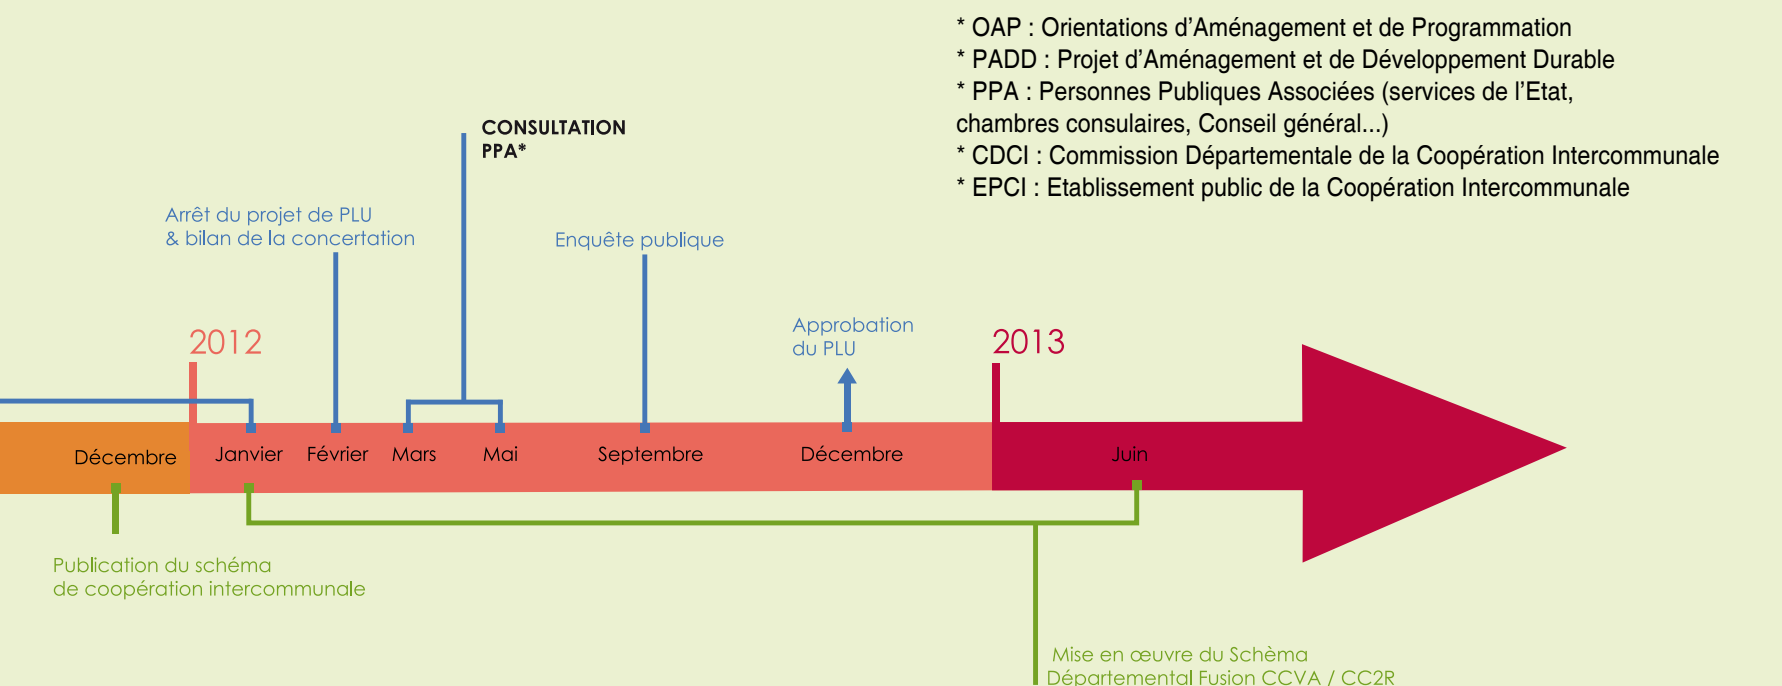 * OAP : Orientations d’Aménagement et de Programmation
* PADD : Projet d’Aménagement et de Développement Durable
* PPA : Personnes Publiques Associées (services de l’Etat,
chambres consulaires, Conseil général...)
* CDCI : Commission Départementale de la Coopération Intercommunale
* EPCI : Etablissement public de la Coopération Intercommunale
CONSULTATION
PPA*
Arrêt du projet de PLU
& bilan de la concertation
Enquête publique
Approbation
du PLU
2012
2013
Décembre
Janvier
Février
Mars
Mai
Septembre
Décembre
Juin
Publication du schéma
de coopération intercommunale
Mise en œuvre du Schèma
Départemental Fusion CCVA / CC2R